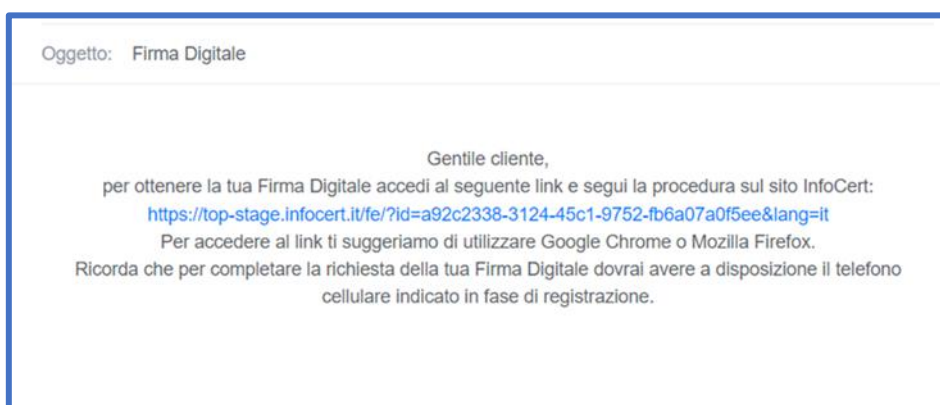 Oggetto: Firma Digitale
Gentile cliente,
per ottenere la tua Firma Digitale accedi al seguente link e segui la procedura sul sito InfoCert:
https://top-stage.infocert.it/fe/?id=a92c2338-3124-45c1-9752-fb6a07a0f5ee&lang=it
Per accedere al link ti suggeriamo di utilizzare Google Chrome o Mozilla Firefox.
Ricorda che per completare la richiesta della tua Firma Digitale dovrai avere a disposizione il telefono
cellulare indicato in fase di registrazione.